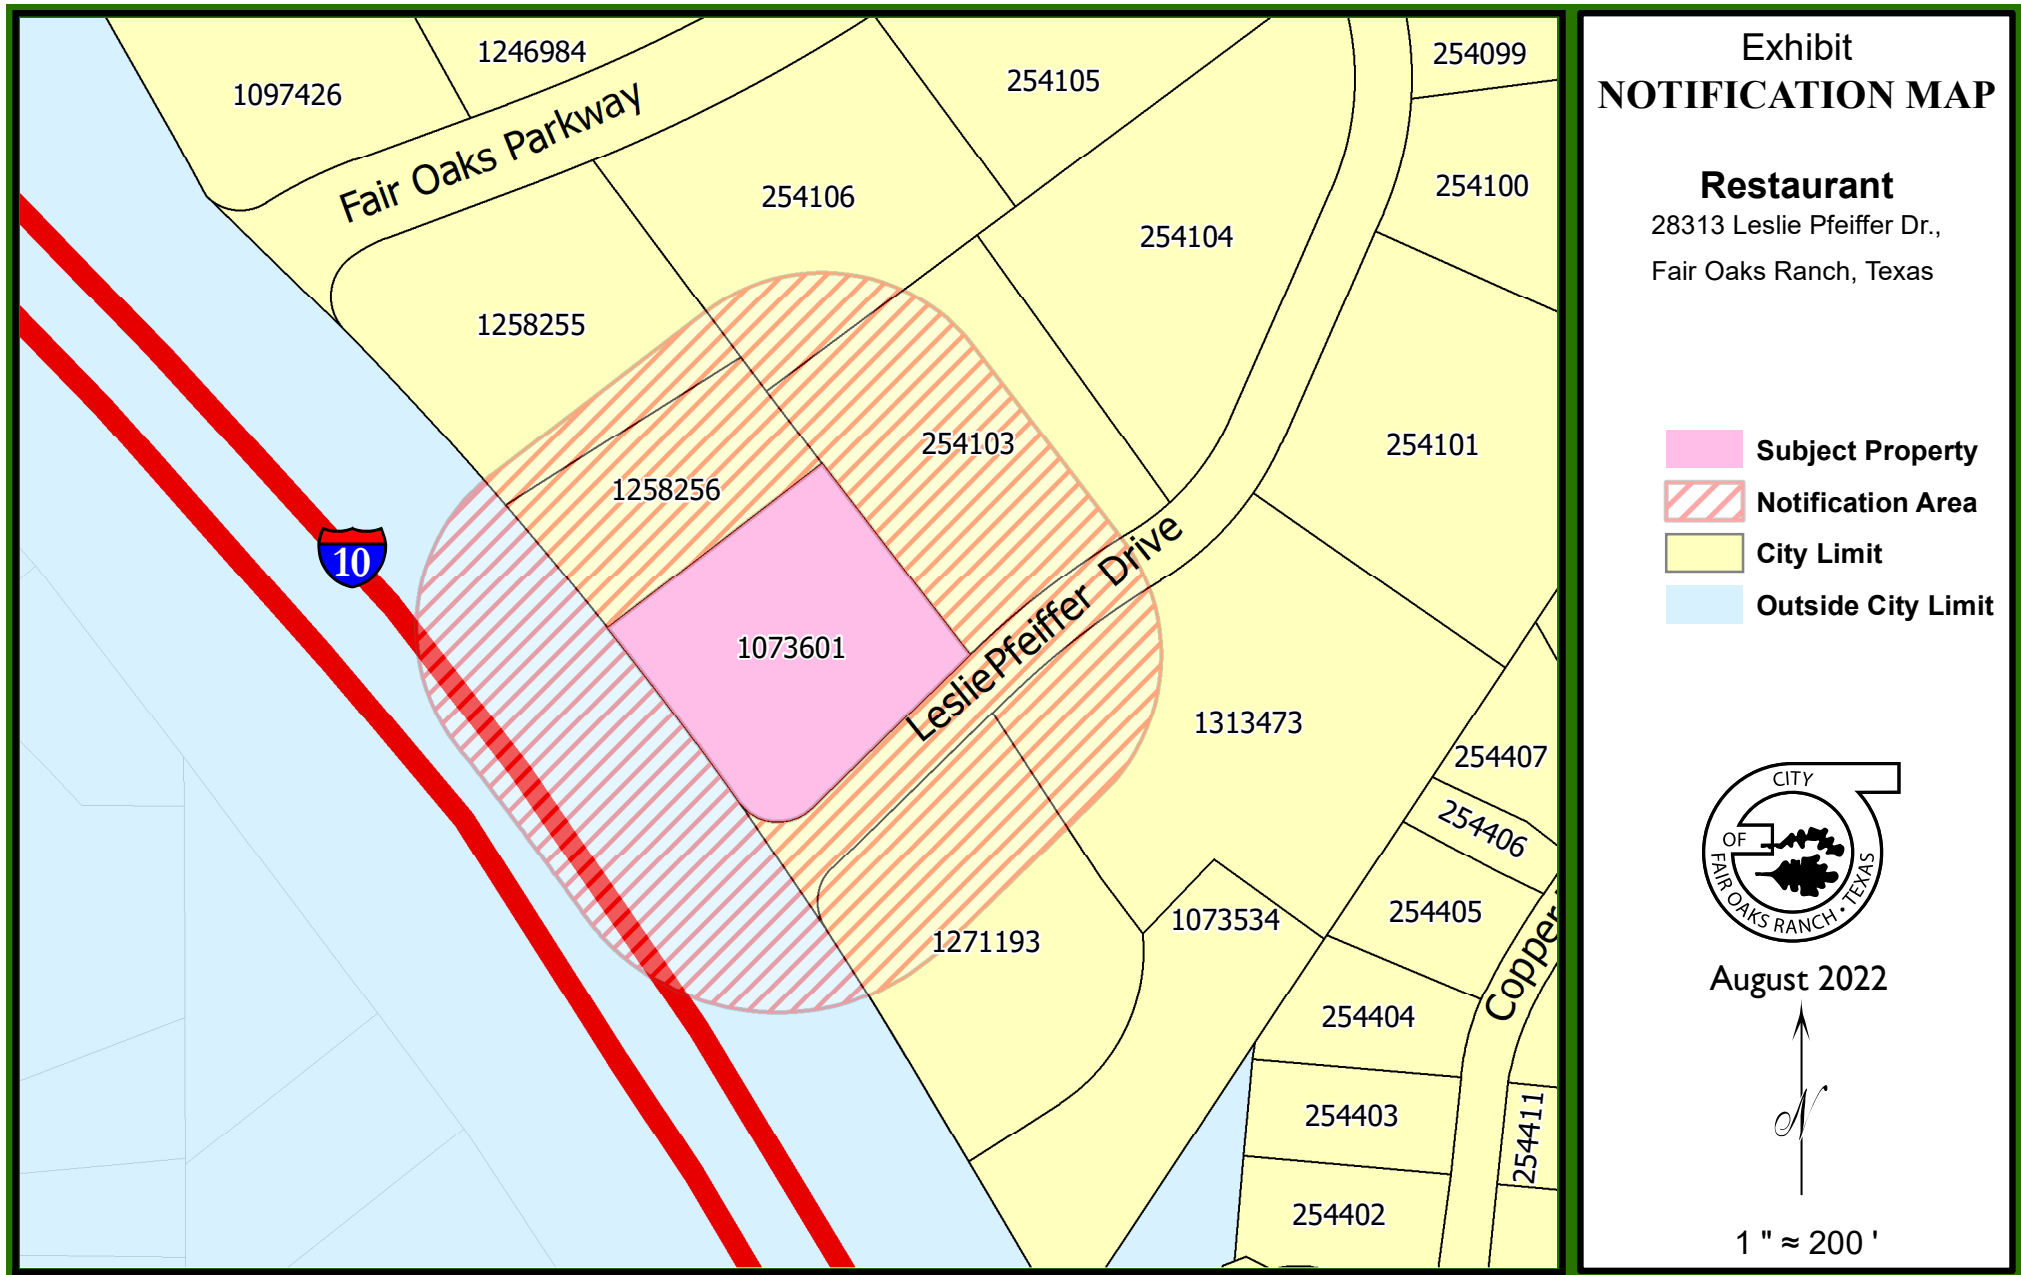 1246984
254099
1097426
254105
Fair Oaks Parkway
254106
254100
254104
1258255
254103
254101
1258256
10
Leslie Pfeiffer Drive
1073601
1313473
254407
254406
1073534
254405
1271193
Copper
254404
254403
254411
254402
Exhibit
NOTIFICATION MAP
Restaurant
28313 Leslie Pfeiffer Dr.,
Fair Oaks Ranch, Texas
Subject Property
Notification Area
City Limit
Outside City Limit
CITY
OF
FAIR OAKS RANCH • TEXAS
August 2022
N
1 " ≈ 200 '